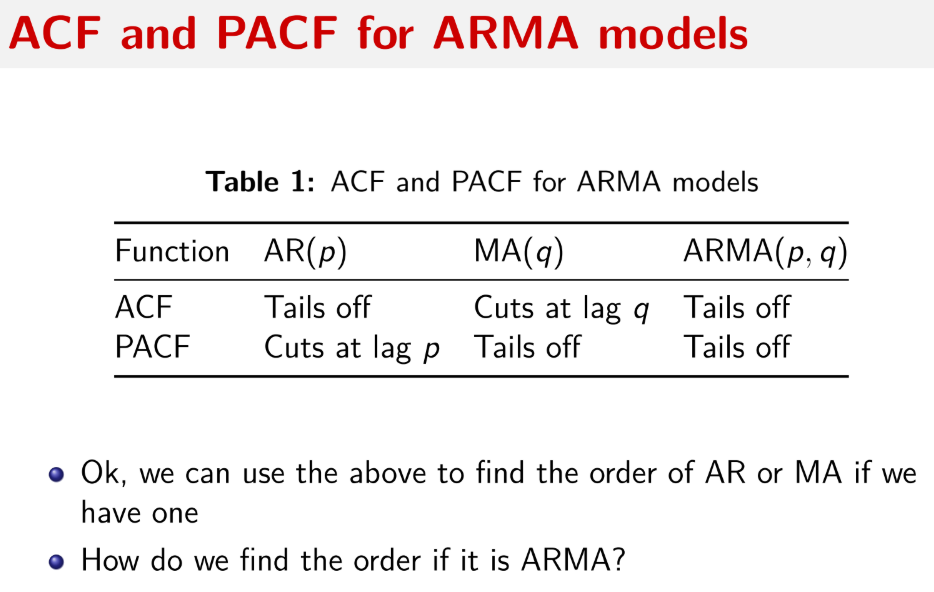 ACF and PACF for ARMA models
Table 1: ACF and PACF for ARMA models
Function AR(p) MA(q) ARMA(p, q)
ACF Tails off Cuts at lag q Tails off
PACF Cuts at lag p Tails off Tails off
Ok, we can use the above to find the order of AR or MA if we
have one
How do we find the order if it is ARMA?